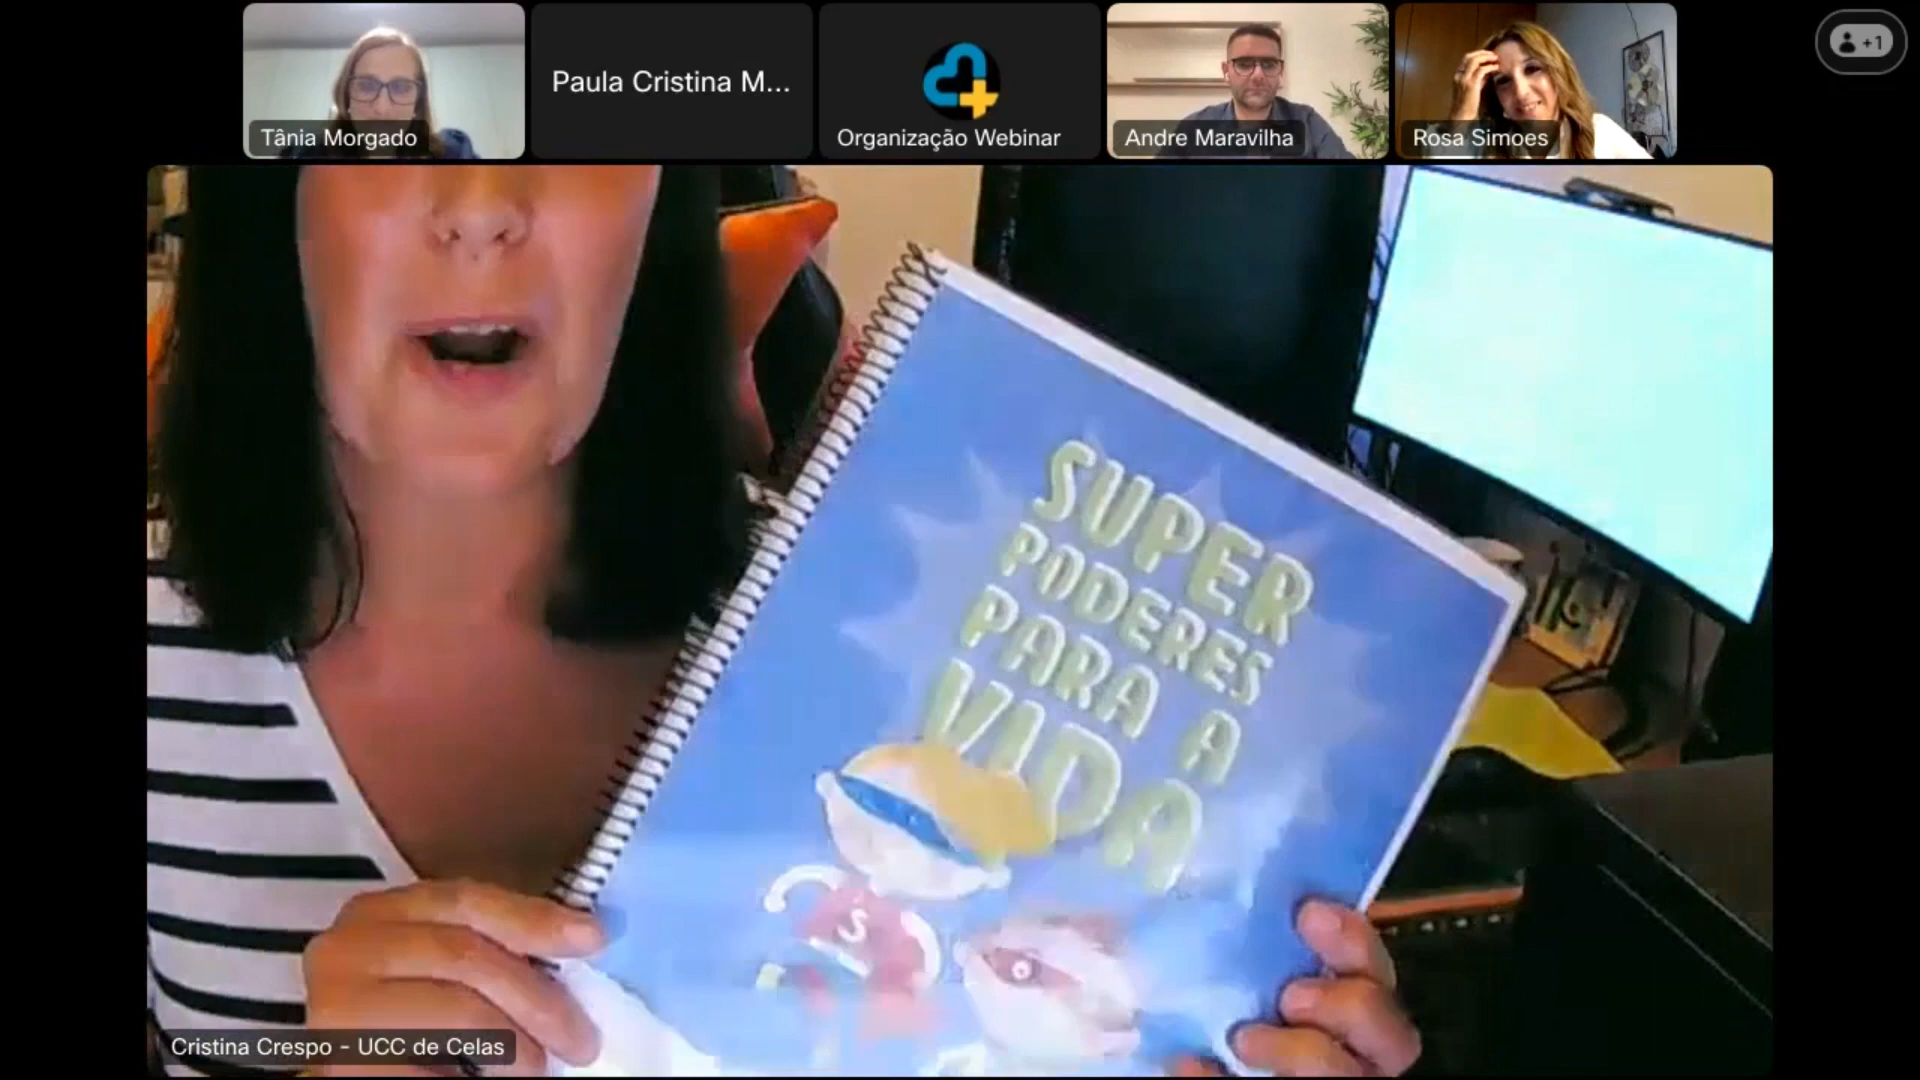 Tânia Morgado
Paula Cristina M...
Organização Webinar
Andre Maravilha
Rosa Simoes
+1
SUPER
PODERES
PARA A
VIDA
S
Cristina Crespo - UCC de Celas